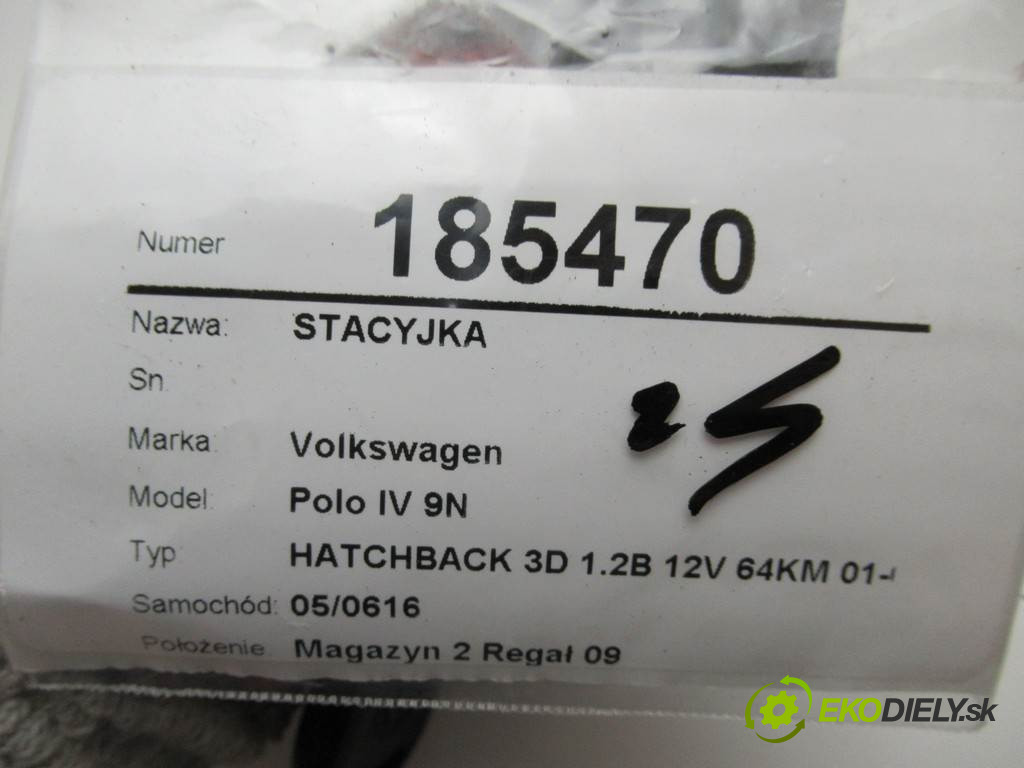 Numer 185470
Nazwa: STACYJKA
Sn
25
Marka: Volkswagen
Model: Polo IV 9N
Typ HATCHBACK 3D 1.2B 12V 64KM 01-
Samochód: 05/0616
Położenie Magazyn 2 Regał 09
EKODIELY.sk